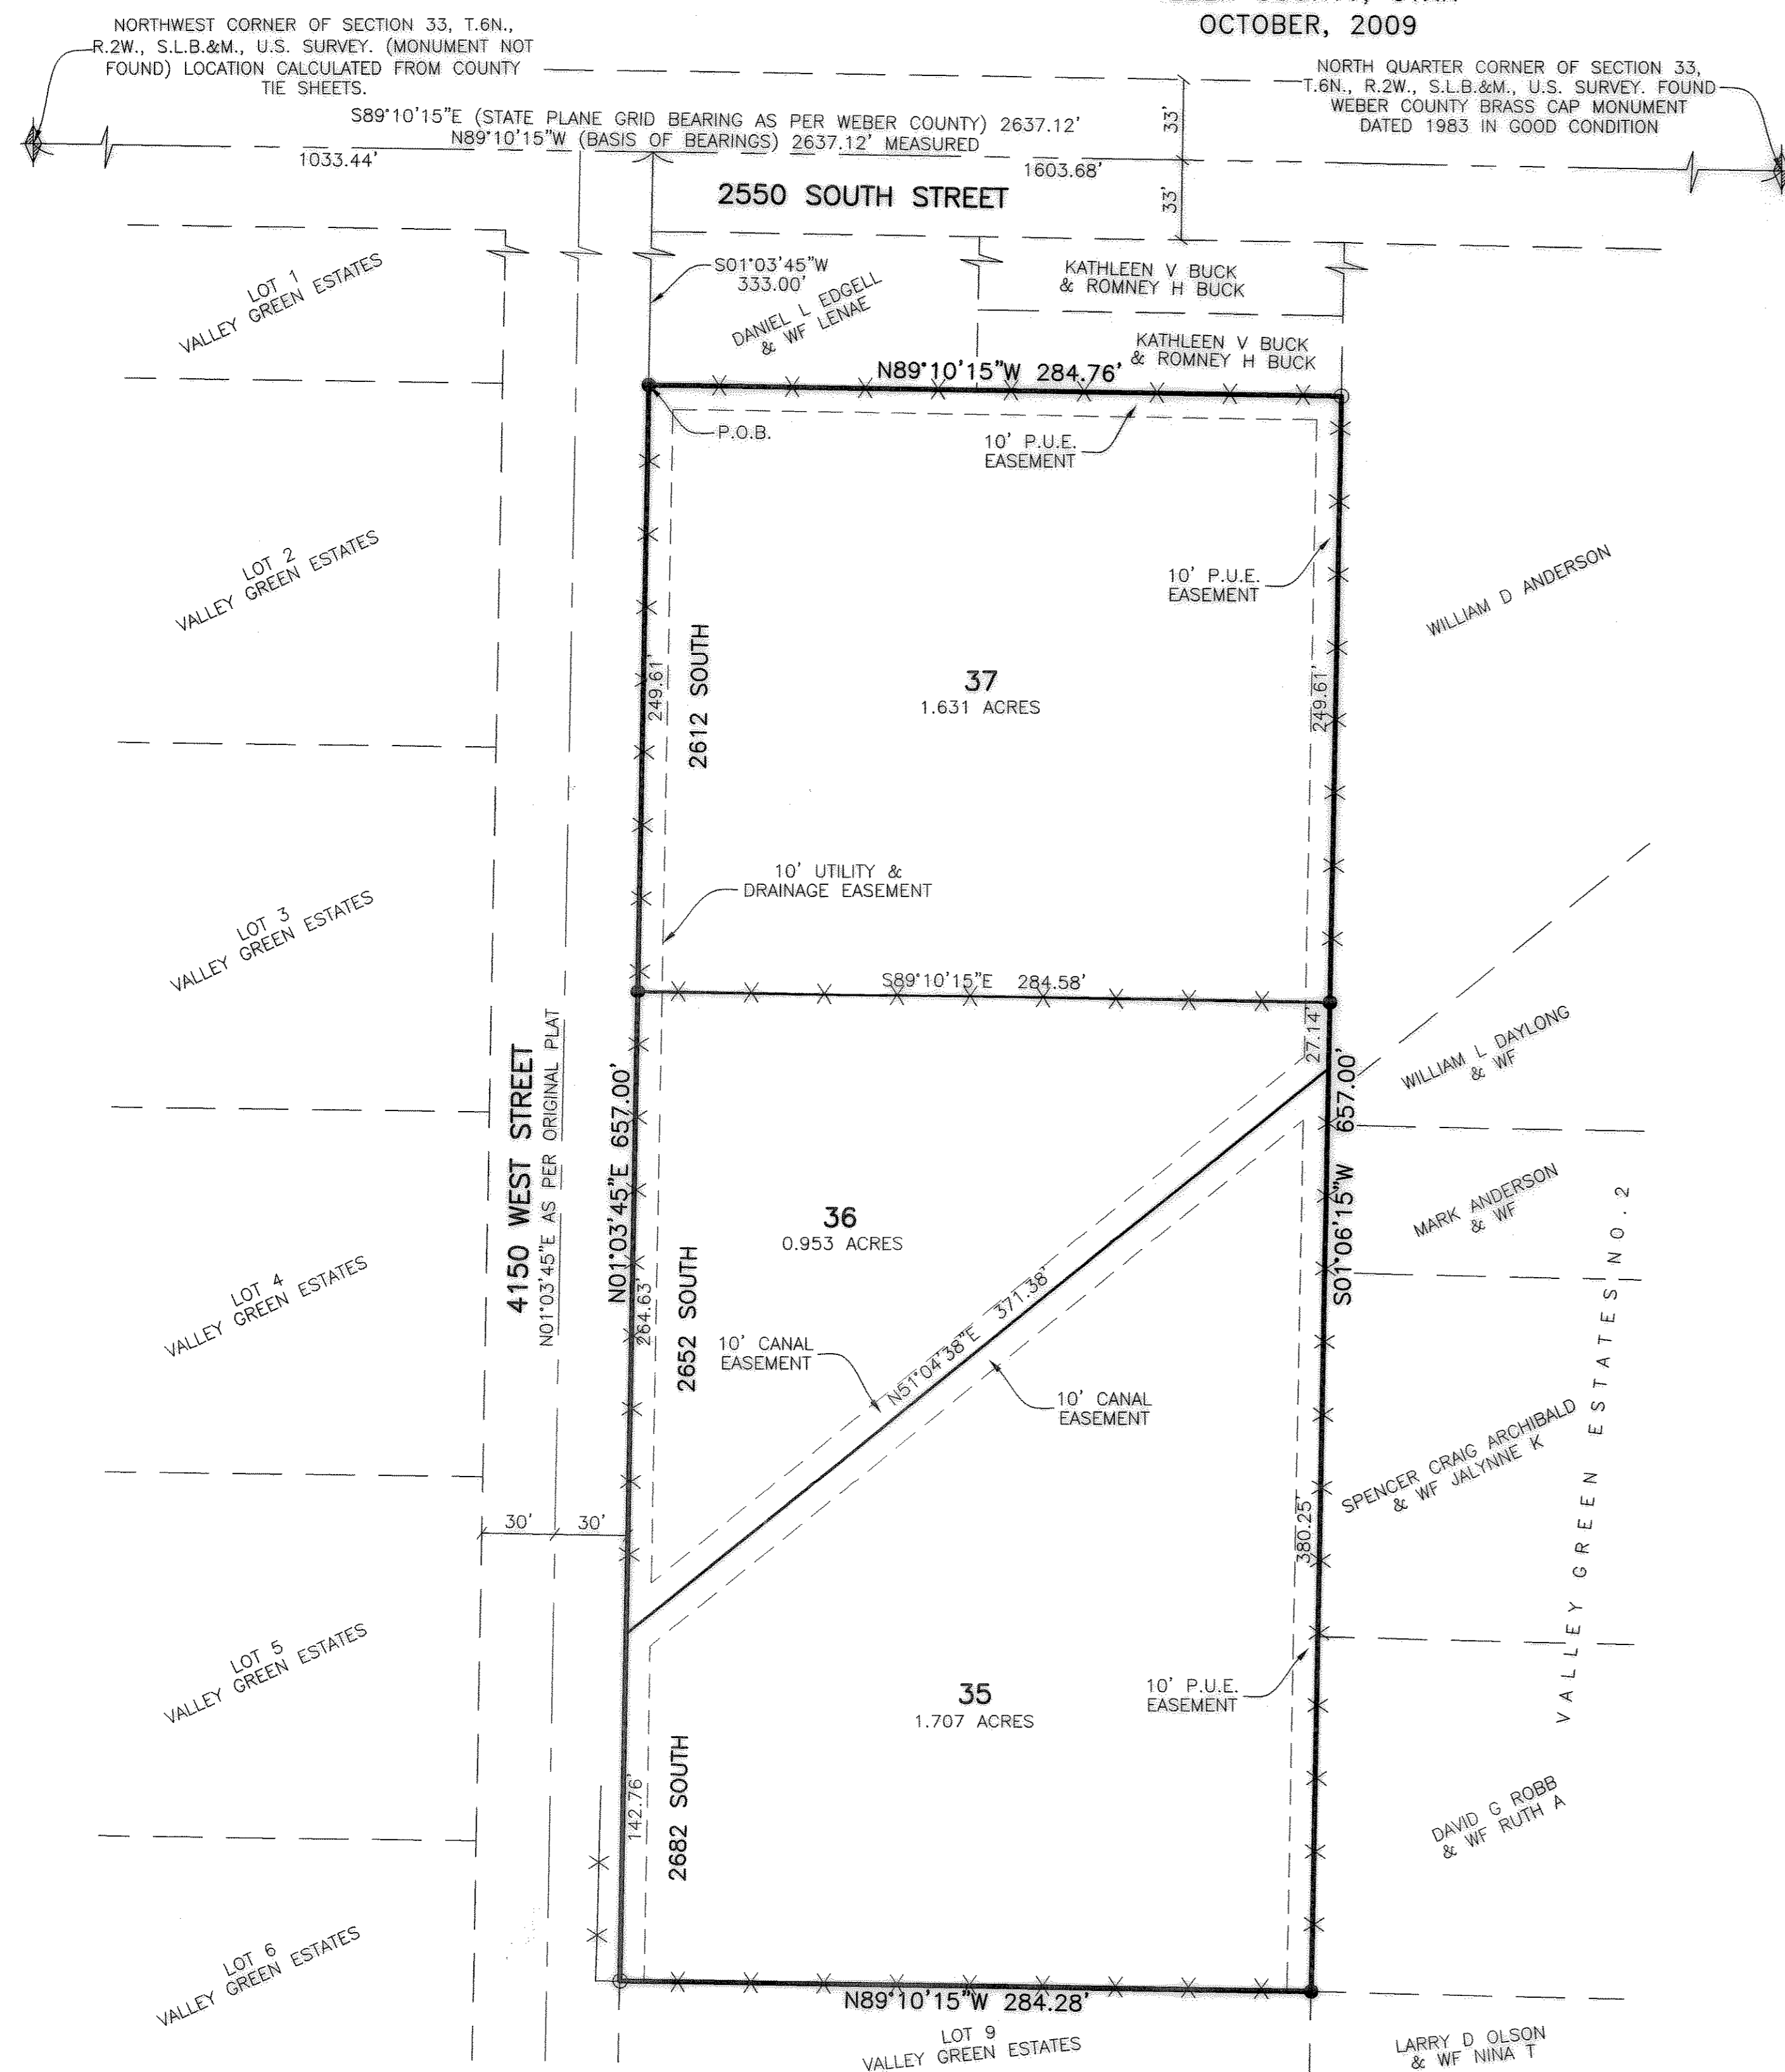 OCTOBER, 2009
NORTHWEST CORNER OF SECTION 33, T.6N.,
R.2W., S.L.B.&M., U.S. SURVEY. (MONUMENT NOT
FOUND) LOCATION CALCULATED FROM COUNTY
TIE SHEETS.
NORTH QUARTER CORNER OF SECTION 33,
T.6N., R.2W., S.L.B.&M., U.S. SURVEY. FOUND
WEBER COUNTY BRASS CAP MONUMENT
DATED 1983 IN GOOD CONDITION
S89°10'15"E (STATE PLANE GRID BEARING AS PER WEBER COUNTY) 2637.12'
N89°10'15"W (BASIS OF BEARINGS) 2637.12' MEASURED
1033.44'
1603.68'
33'
33'
2550 SOUTH STREET
S01°03'45"W
333.00'
DANIEL L EDGELL
& WF LENAE
KATHLEEN V BUCK
& ROMNEY H BUCK
KATHLEEN V BUCK
& ROMNEY H BUCK
LOT 1
VALLEY GREEN ESTATES
N89°10'15"W 284.76'
P.O.B.
10' P.U.E.
EASEMENT
10' P.U.E.
EASEMENT
LOT 2
VALLEY GREEN ESTATES
WILLIAM D ANDERSON
249.61'
2612 SOUTH
37
1.631 ACRES
249.61'
10' UTILITY &
DRAINAGE EASEMENT
LOT 3
VALLEY GREEN ESTATES
S89°10'15"E 284.58'
27.14'
WILLIAM L DAYLONG
& WF
4150 WEST STREET
N01°03'45"E AS PER ORIGINAL PLAT
N01°03'45"E 657.00'
264.63'
2652 SOUTH
36
0.953 ACRES
S01°06'15"W 657.00'
MARK ANDERSON
& WF
LOT 4
VALLEY GREEN ESTATES
10' CANAL
EASEMENT
N51°04'38"E 371.38'
10' CANAL
EASEMENT
SPENCER CRAIG ARCHIBALD
& WF JALYNNE K
VALLEY GREEN ESTATES NO.2
30'
30'
380.25'
LOT 5
VALLEY GREEN ESTATES
35
1.707 ACRES
10' P.U.E.
EASEMENT
142.76'
2682 SOUTH
DAVID G ROBB
& WF RUTH A
LOT 6
VALLEY GREEN ESTATES
N89°10'15"W 284.28'
LOT 9
VALLEY GREEN ESTATES
LARRY D OLSON
& WF NINA T